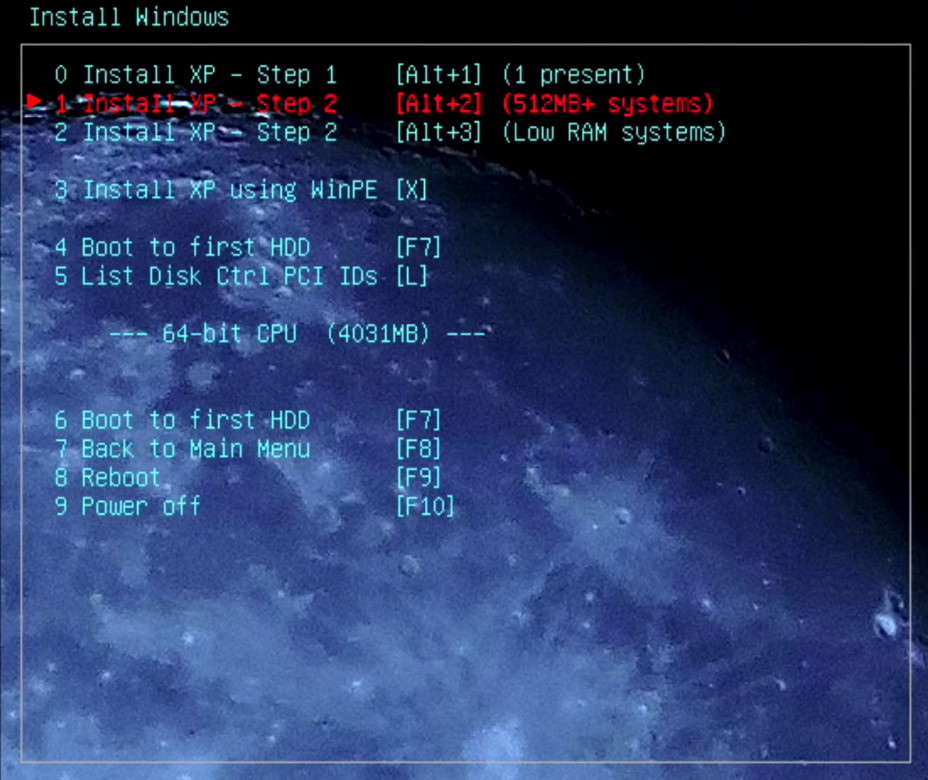 Install Windows
0 Install XP - Step 1 [Alt+1] (1 present)
1 Install XP - Step 2 [Alt+2] (512MB+ systems)
2 Install XP - Step 2 [Alt+3] (Low RAM systems)
3 Install XP using WinPE [X]
4 Boot to first HDD [F7]
5 List Disk Ctrl PCI IDs [L]
--- 64-bit CPU (4031MB) ---
6 Boot to first HDD [F7]
7 Back to Main Menu [F8]
8 Reboot [F9]
9 Power off [F10]